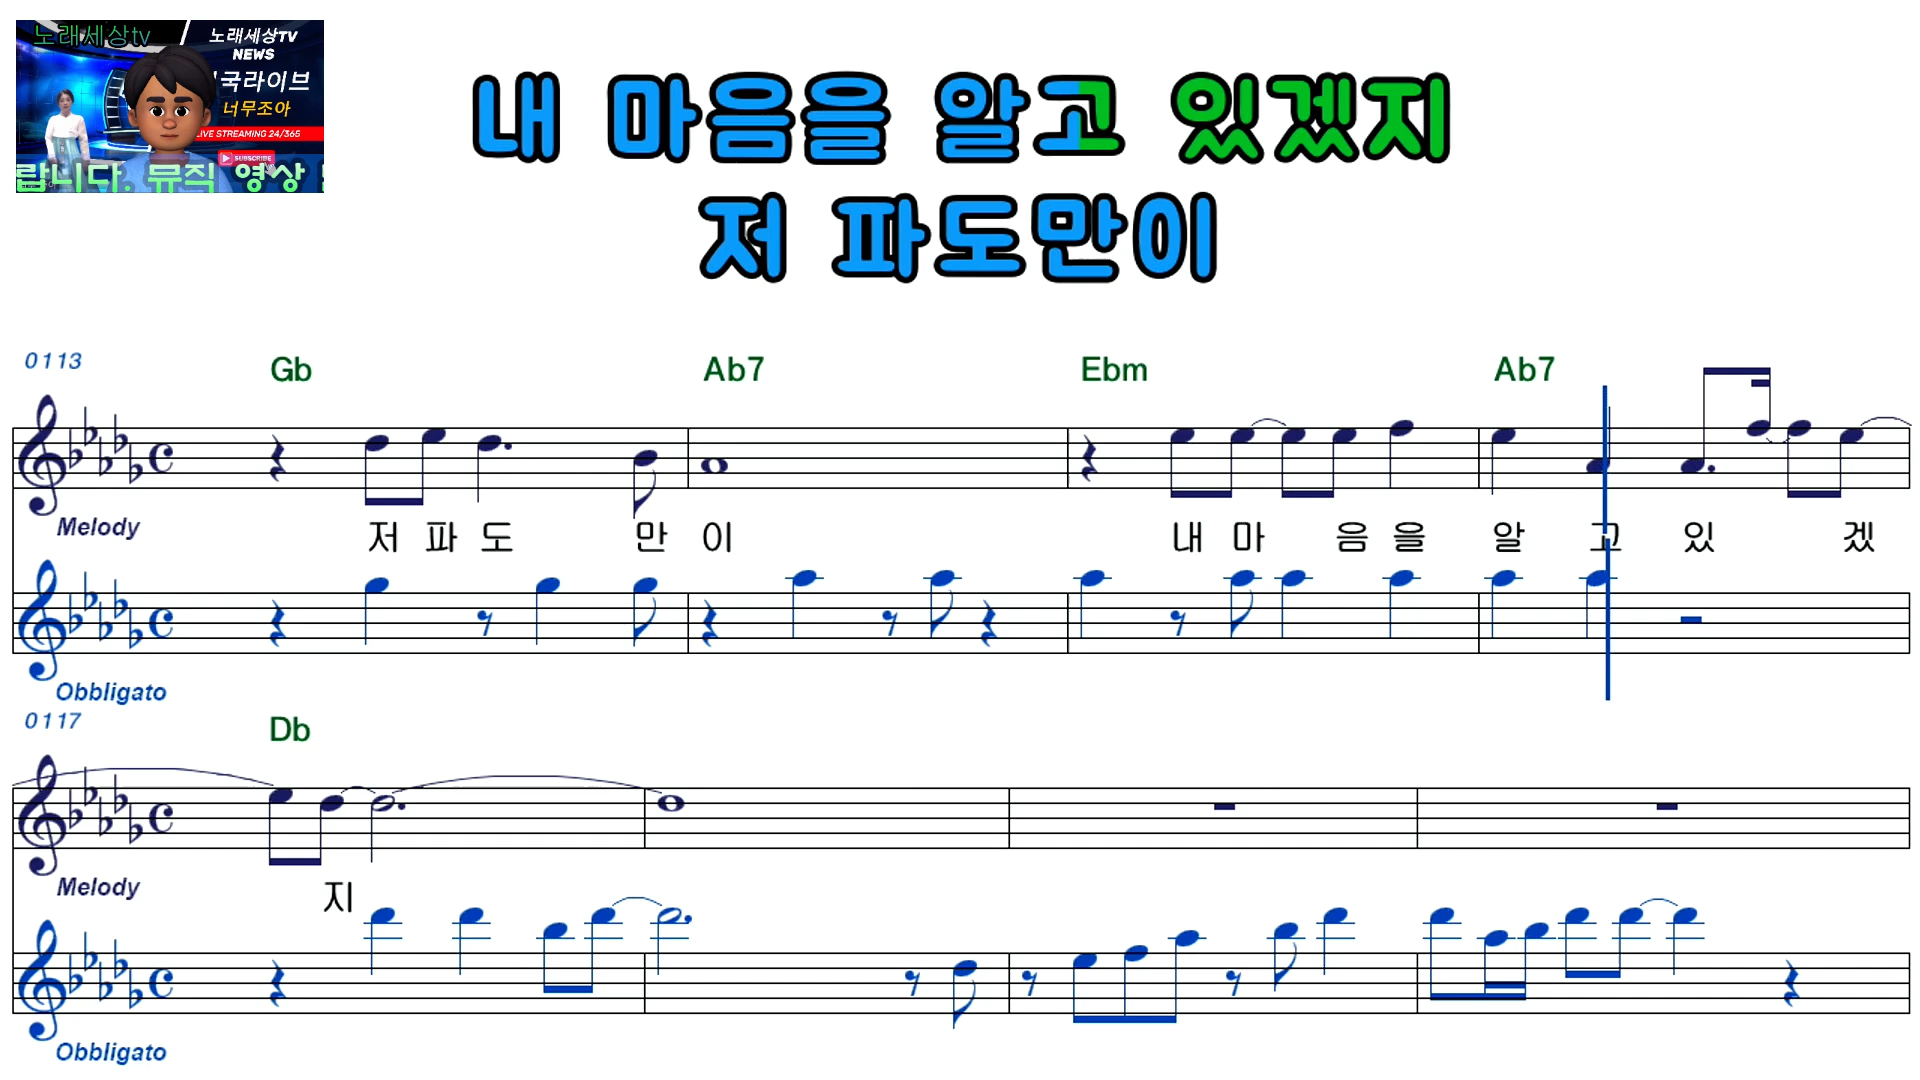 노래세상tv
노래세상TV
NEWS
국라이브
너무조아
LIVE STREAMING 24/365
SUBSCRIBE
랍니다. 뮤직 영상
내 마음을 알고 있겠지
저 파도만이
0113
Gb Ab7 Ebm Ab7
Melody
저 파 도 만 이 내 마 음 을 알 고 있 겠
Obbligato
0117
Db
Melody
지
Obbligato